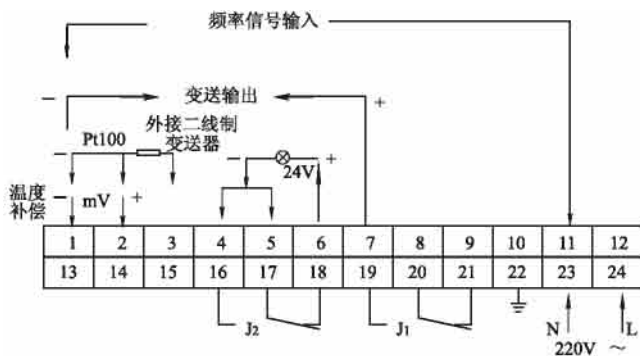 频率信号输入
− 变送输出 +
外接二线制
Pt100 变送器
− − +
24V
温度 − mV +
补偿
1 2 3 4 5 6 7 8 9 10 11 12
13 14 15 16 17 18 19 20 21 22 23 24
J2 J1 N L
220V ～